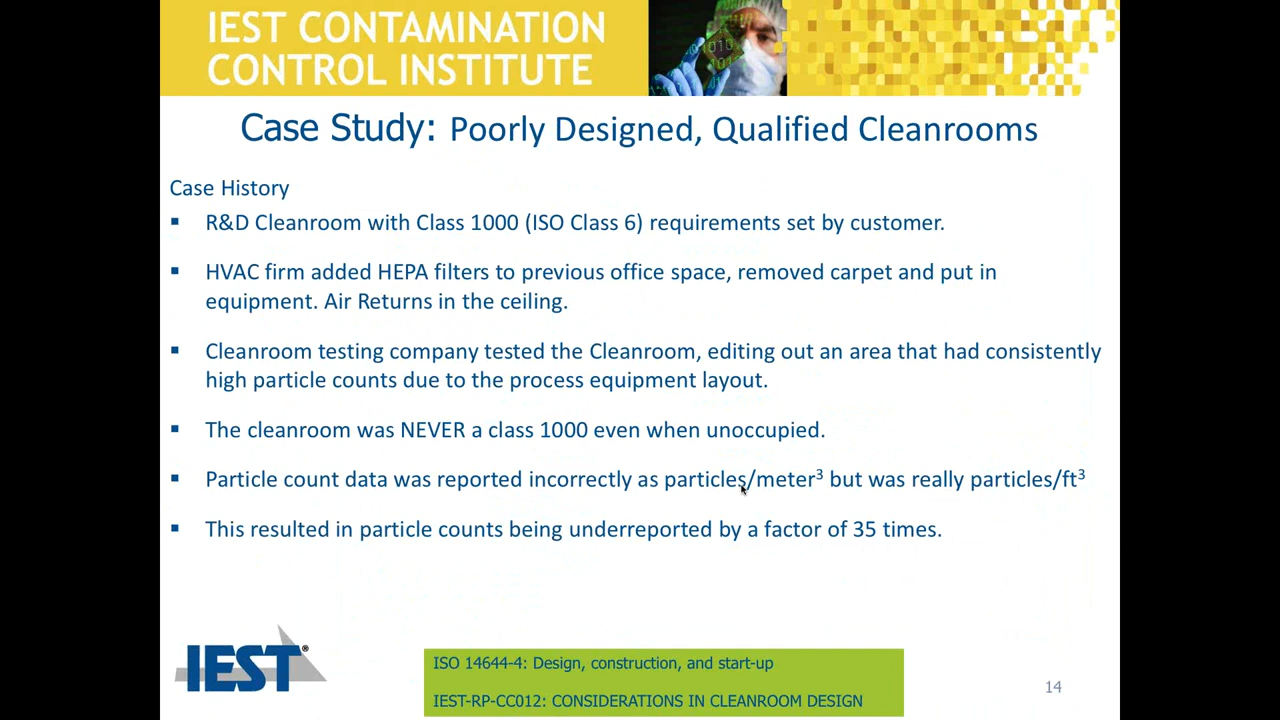 IEST CONTAMINATION
CONTROL INSTITUTE
Case Study: Poorly Designed, Qualified Cleanrooms
Case History
▪ R&D Cleanroom with Class 1000 (ISO Class 6) requirements set by customer.
▪ HVAC firm added HEPA filters to previous office space, removed carpet and put in
equipment. Air Returns in the ceiling.
▪ Cleanroom testing company tested the Cleanroom, editing out an area that had consistently
high particle counts due to the process equipment layout.
▪ The cleanroom was NEVER a class 1000 even when unoccupied.
▪ Particle count data was reported incorrectly as particles/meter³ but was really particles/ft³
▪ This resulted in particle counts being underreported by a factor of 35 times.
IEST®
ISO 14644-4: Design, construction, and start-up
IEST-RP-CC012: CONSIDERATIONS IN CLEANROOM DESIGN
14